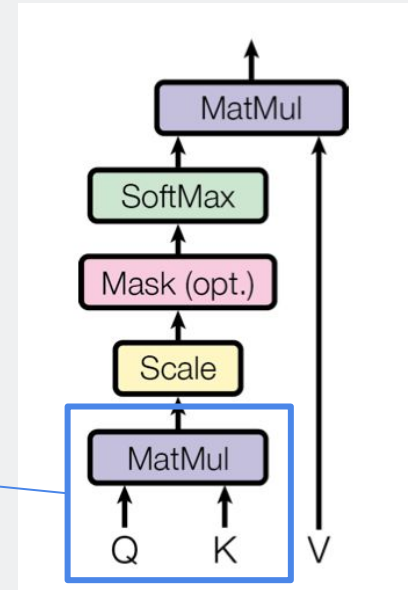 MatMul
SoftMax
Mask (opt.)
Scale
MatMul
Q K V